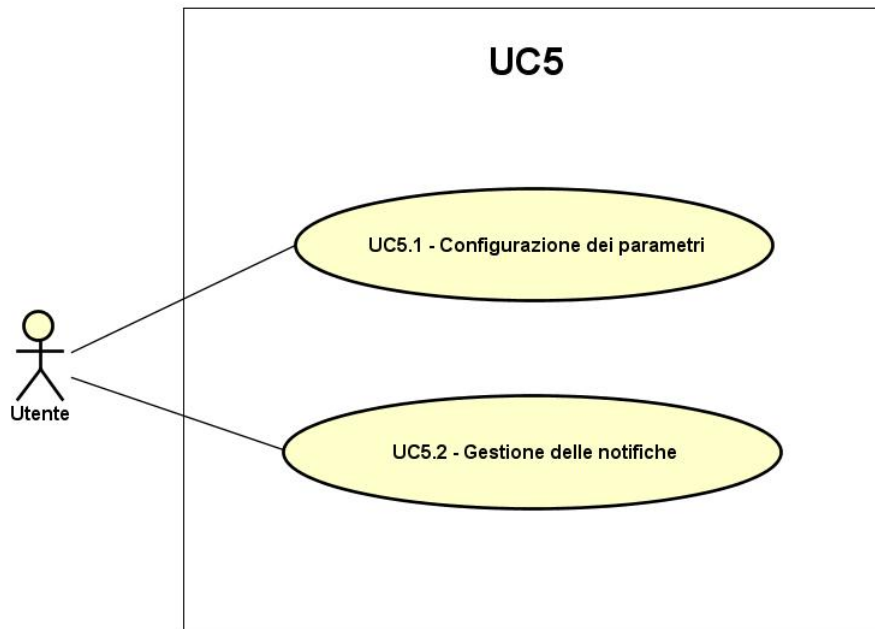 UC5
UC5.1 - Configurazione dei parametri
Utente
UC5.2 - Gestione delle notifiche